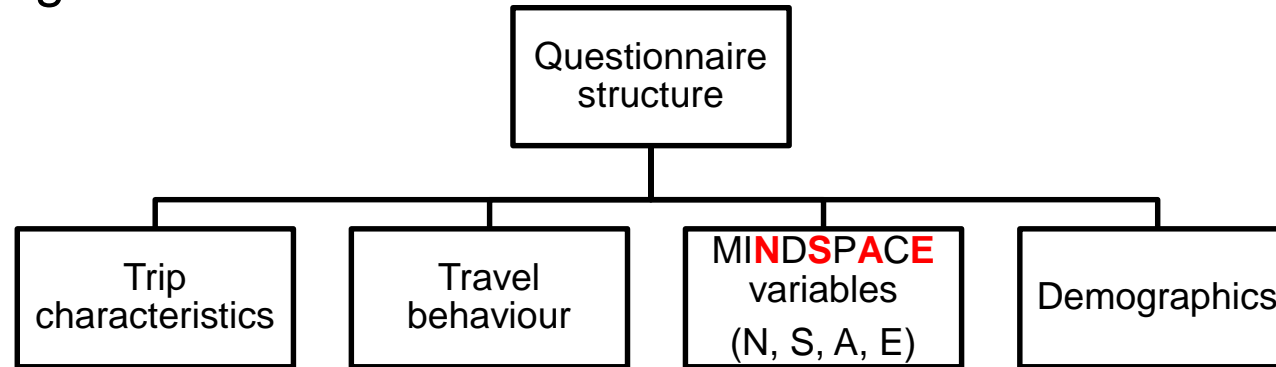 Questionnaire
structure
Trip
characteristics
Travel
behaviour
MINDSPACE
variables
(N, S, A, E)
Demographics